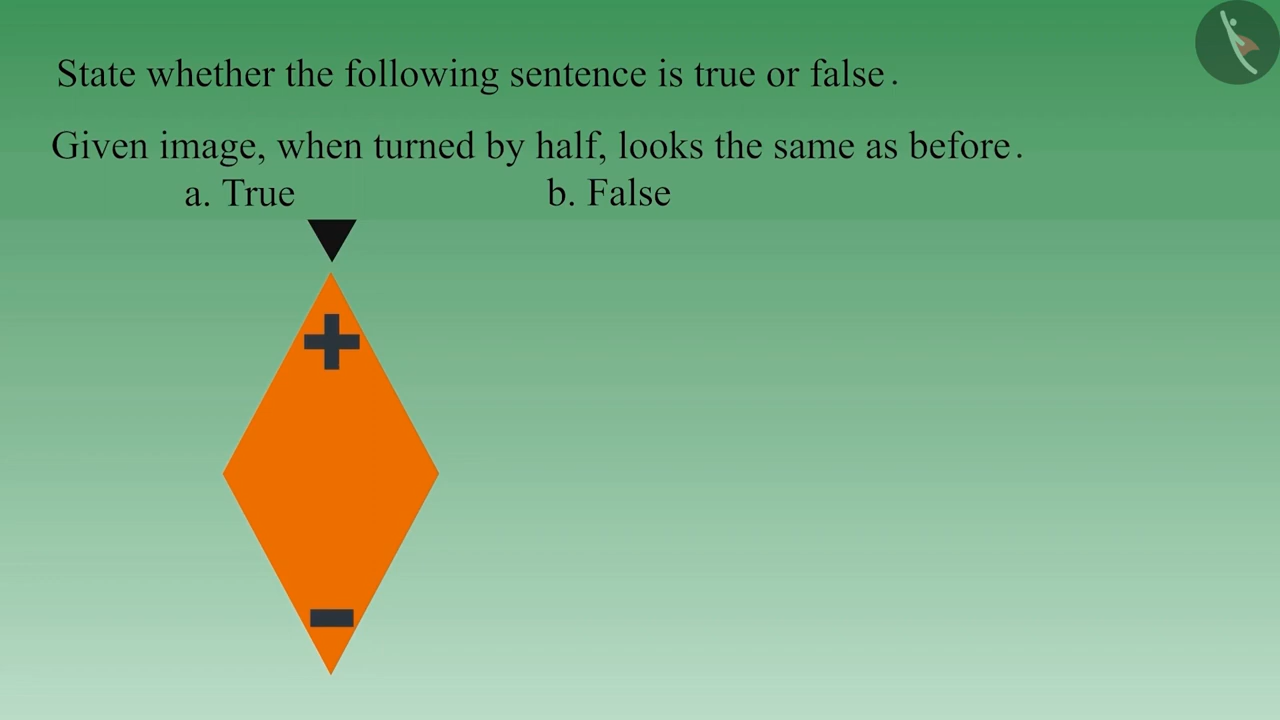 State whether the following sentence is true or false.
Given image, when turned by half, looks the same as before.
a. True b. False
+
-